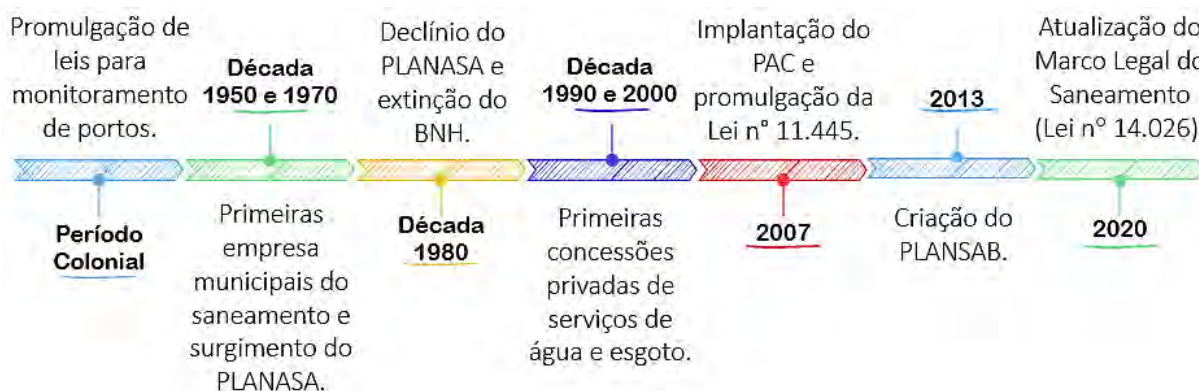 Promulgação de
leis para
monitoramento
de portos.
Período
Colonial
Década
1950 e 1970
Primeiras
empresa
municipais do
saneamento e
surgimento do
PLANASA.
Declínio do
PLANASA e
extinção do
BNH.
Década
1980
Década
1990 e 2000
Primeiras
concessões
privadas de
serviços de
água e esgoto.
Implantação do
PAC e
promulgação da
Lei n° 11.445.
2007
2013
Criação do
PLANSAB.
Atualização do
Marco Legal do
Saneamento
(Lei nº 14.026)
2020